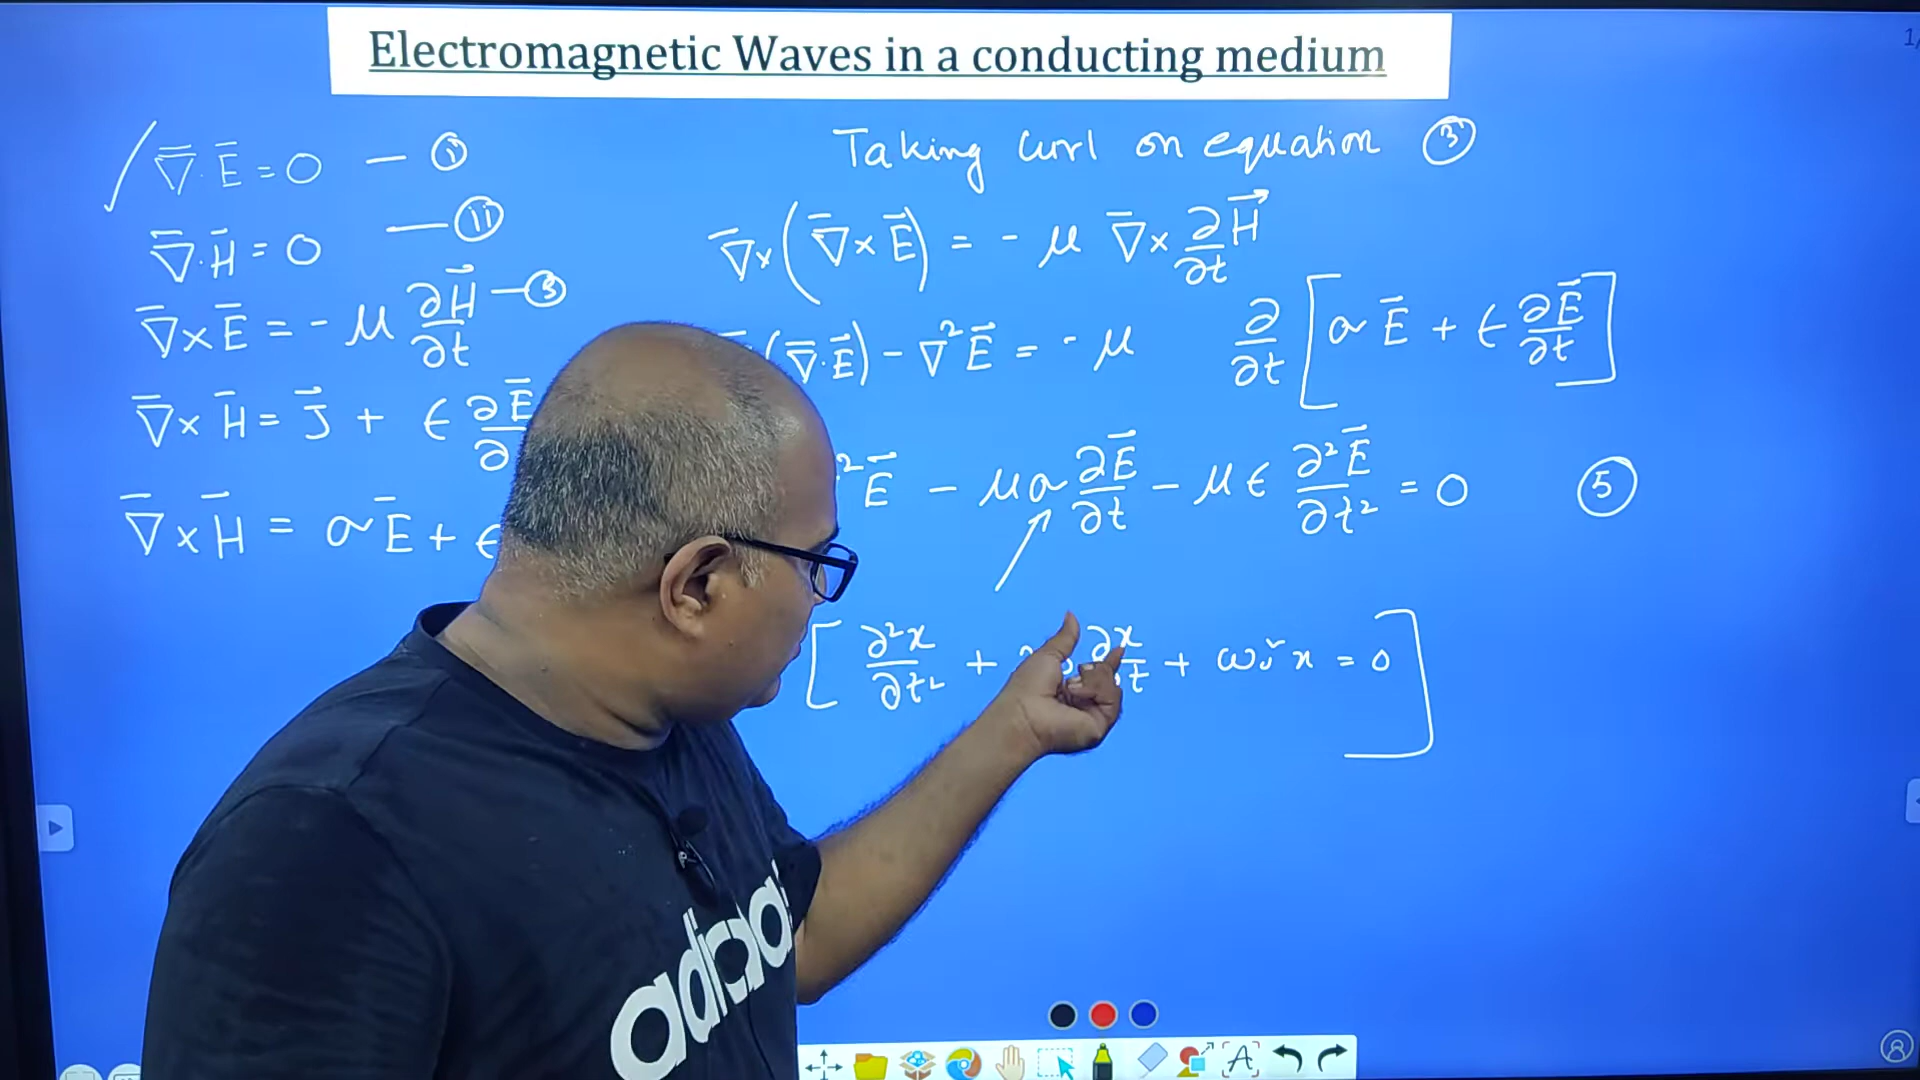 Electromagnetic Waves in a conducting medium
∇̄·Ē = 0 — (i)
∇̄·H̄ = 0 — (ii)
∇̄×Ē = -μ ∂H⃗/∂t — (3)
∇̄×H̄ = J̄ + ε ∂Ē/∂
∇̄×H̄ = σĒ + ε
Taking curl on equation (3)
∇̄×(∇̄×Ē) = -μ ∇̄×∂H⃗/∂t
(∇̄·Ē) - ∇²Ē = -μ ∂/∂t [σĒ + ε ∂Ē/∂t]
²Ē - μσ ∂Ē/∂t - με ∂²Ē/∂t² = 0 (5)
[∂²x/∂t² + ∂x/∂t + ω₀²x = 0]
adidas
A